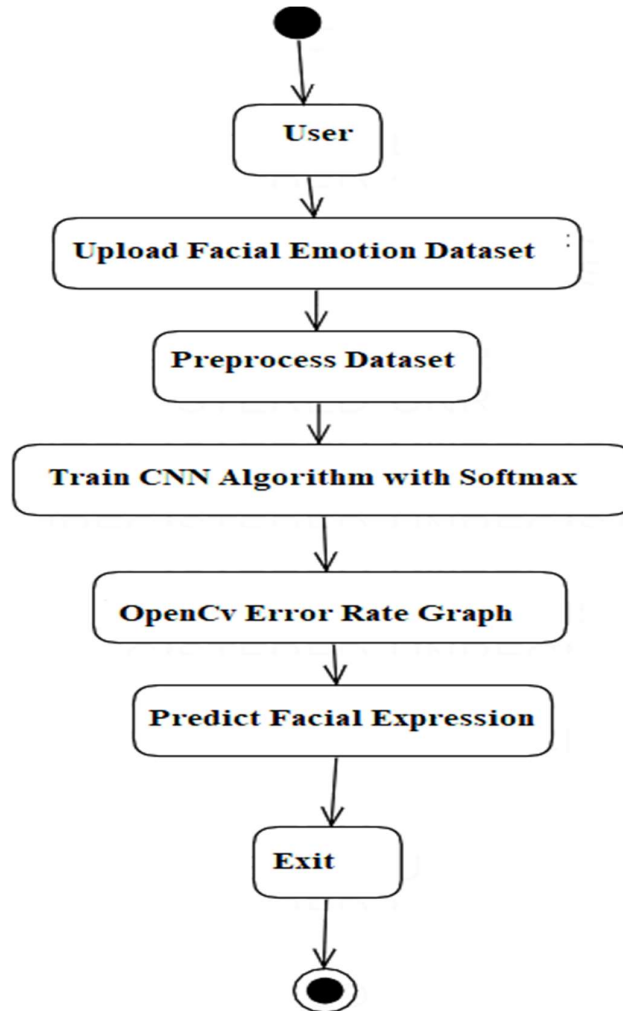 User
Upload Facial Emotion Dataset :
Preprocess Dataset
Train CNN Algorithm with Softmax
OpenCv Error Rate Graph
Predict Facial Expression
Exit